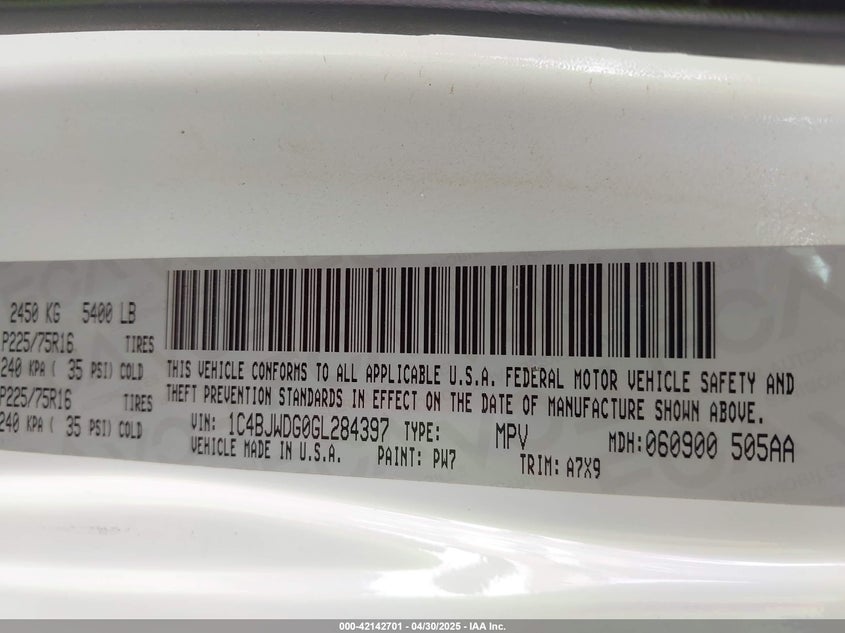 2450 KG 5400 LB
P225/75R16 TIRES
240 KPA ( 35 PSI) COLD
P225/75R16 TIRES
240 KPA ( 35 PSI) COLD
THIS VEHICLE CONFORMS TO ALL APPLICABLE U.S.A. FEDERAL MOTOR VEHICLE SAFETY AND
THEFT PREVENTION STANDARDS IN EFFECT ON THE DATE OF MANUFACTURE SHOWN ABOVE.
VIN: 1C4BJWDG0GL284397 TYPE: MPV MDH:060900 505AA
VEHICLE MADE IN U.S.A. PAINT: PW7 TRIM: A7X9
000-42142701 - 04/30/2025 - IAA Inc.